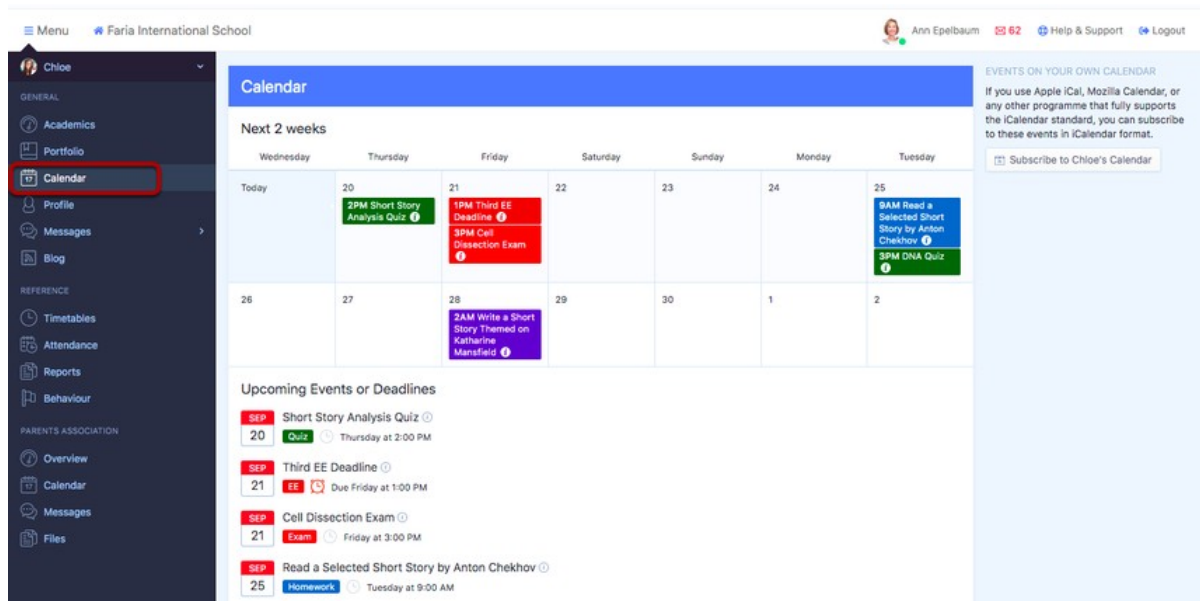 Menu Faria International School Ann Epelbaum 62 Help & Support Logout
Chloe
GENERAL
Academics
Portfolio
17 Calendar
Profile
Messages
Blog
REFERENCE
Timetables
Attendance
Reports
Behaviour
PARENTS ASSOCIATION
Overview
17 Calendar
Messages
Files
Calendar
Next 2 weeks
Wednesday Thursday Friday Saturday Sunday Monday Tuesday
Today 20 21 22 23 24 25
2PM Short Story
Analysis Quiz
1PM Third EE
Deadline
3PM Cell
Dissection Exam
9AM Read a
Selected Short
Story by Anton
Chekhov
3PM DNA Quiz
26 27 28 29 30 1 2
2AM Write a Short
Story Themed on
Katharine
Mansfield
Upcoming Events or Deadlines
SEP
20
Short Story Analysis Quiz
Quiz Thursday at 2:00 PM
SEP
21
Third EE Deadline
EE Due Friday at 1:00 PM
SEP
21
Cell Dissection Exam
Exam Friday at 3:00 PM
SEP
25
Read a Selected Short Story by Anton Chekhov
Homework Tuesday at 9:00 AM
EVENTS ON YOUR OWN CALENDAR
If you use Apple iCal, Mozilla Calendar, or
any other programme that fully supports
the iCalendar standard, you can subscribe
to these events in iCalendar format.
Subscribe to Chloe's Calendar